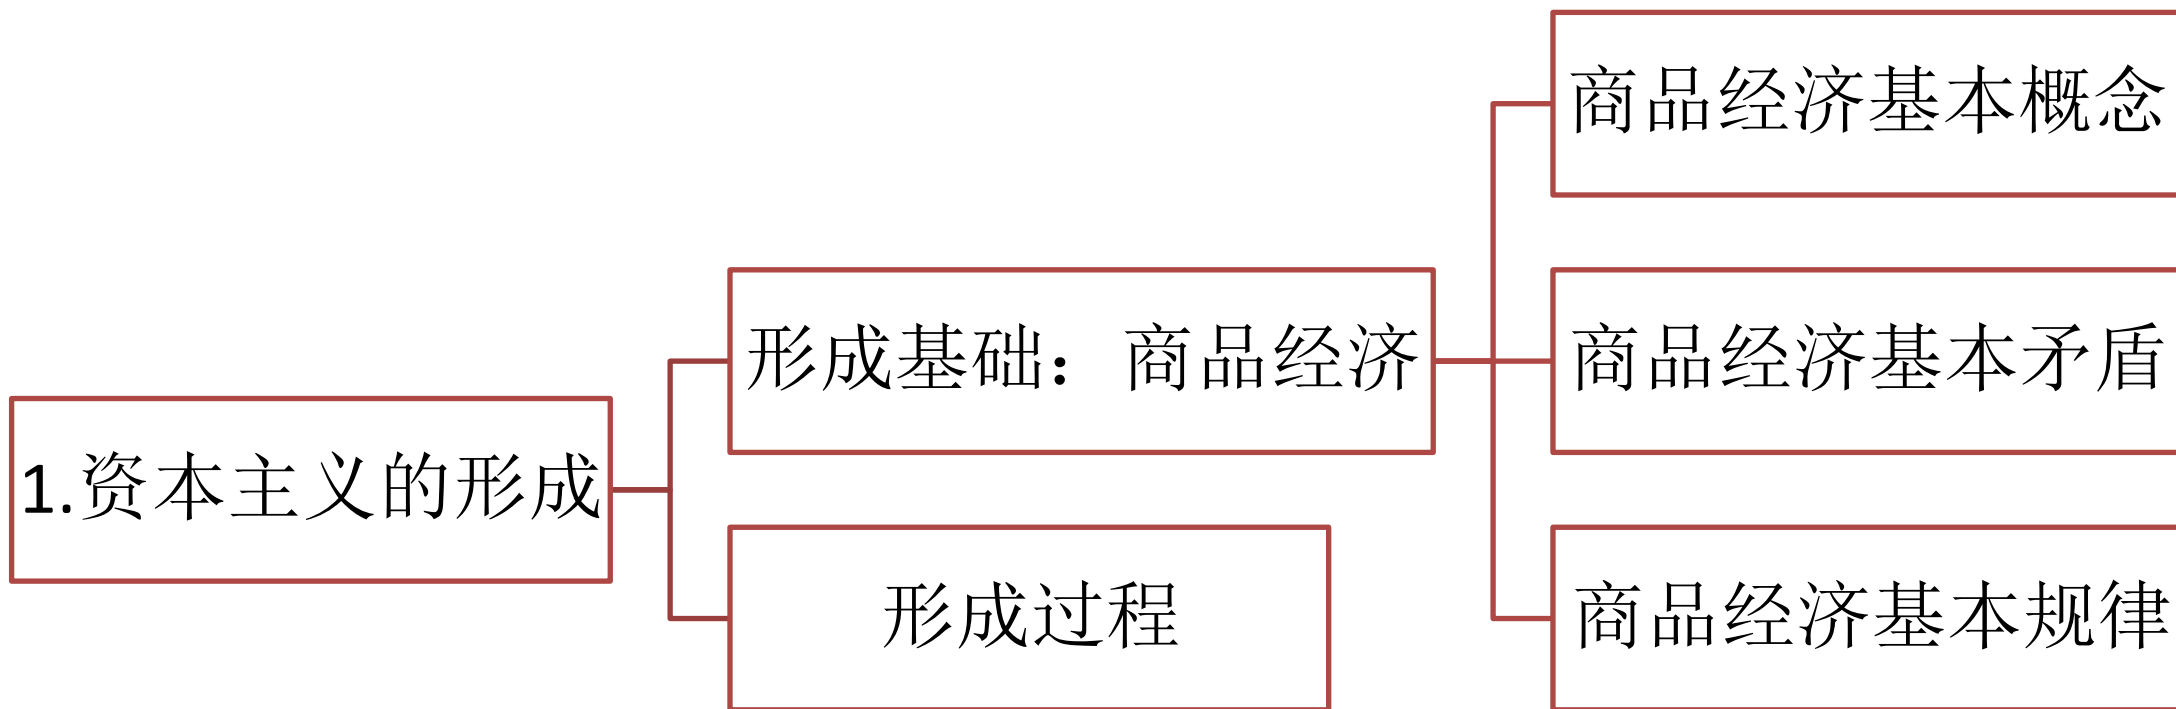 1.资本主义的形成
形成基础：商品经济
商品经济基本概念
商品经济基本矛盾
商品经济基本规律
形成过程